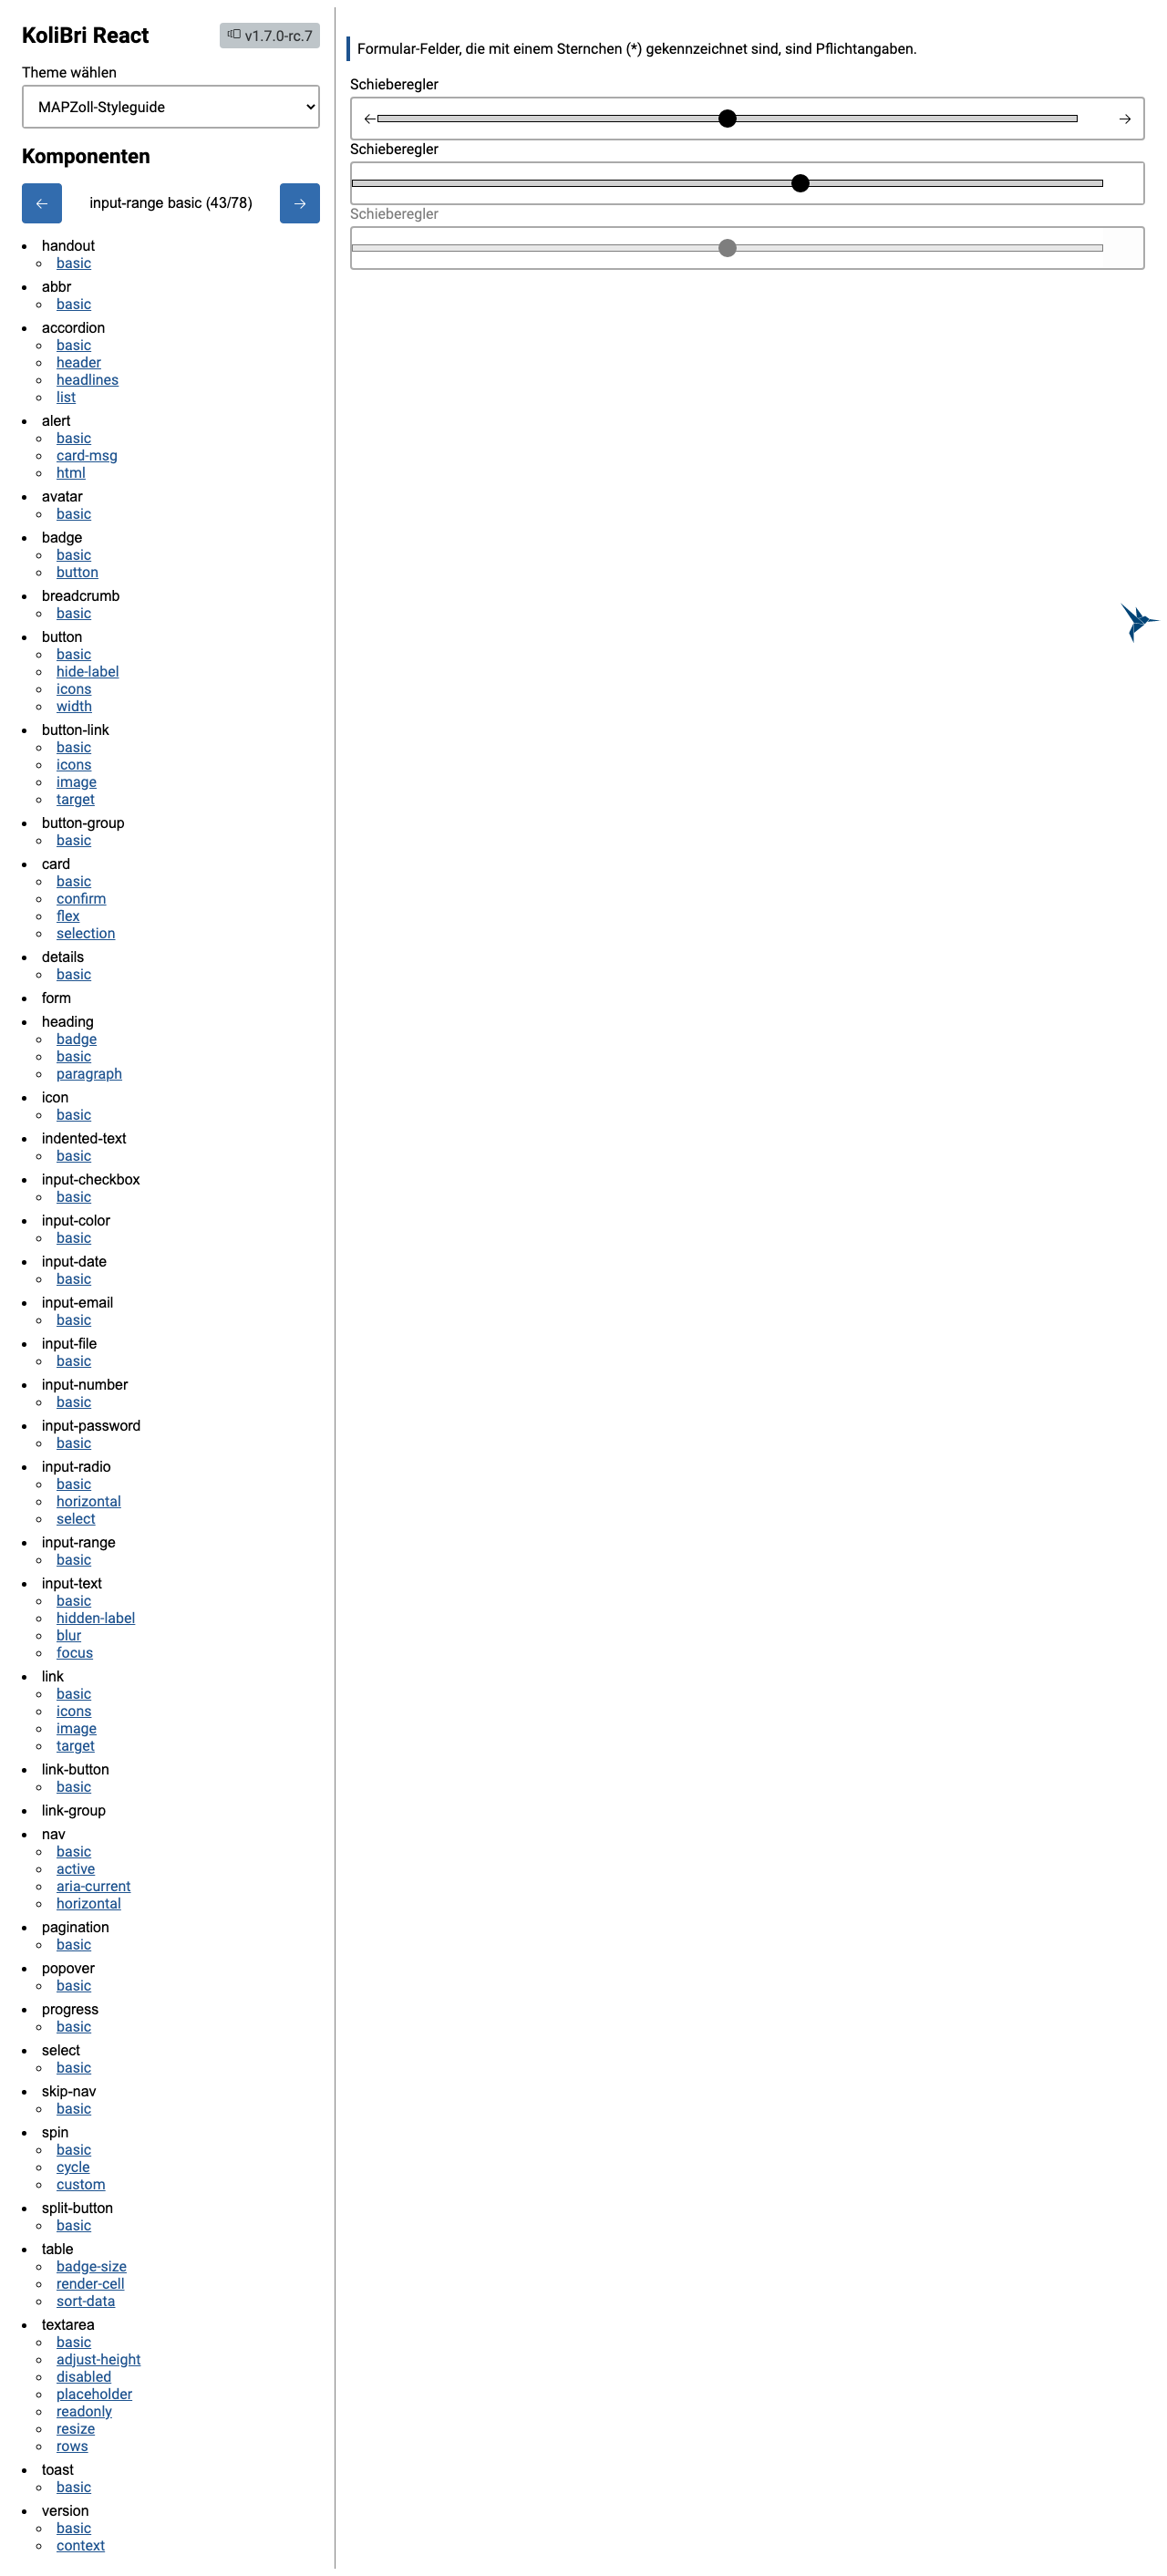 KoliBri React
v1.7.0-rc.7
Theme wählen
MAPZoll-Styleguide
Komponenten
←
input-range basic (43/78)
→
handout
basic
abbr
basic
accordion
basic
header
headlines
list
alert
basic
card-msg
html
avatar
basic
badge
basic
button
breadcrumb
basic
button
basic
hide-label
icons
width
button-link
basic
icons
image
target
button-group
basic
card
basic
confirm
flex
selection
details
basic
form
heading
badge
basic
paragraph
icon
basic
indented-text
basic
input-checkbox
basic
input-color
basic
input-date
basic
input-email
basic
input-file
basic
input-number
basic
input-password
basic
input-radio
basic
horizontal
select
input-range
basic
input-text
basic
hidden-label
blur
focus
link
basic
icons
image
target
link-button
basic
link-group
nav
basic
active
aria-current
horizontal
pagination
basic
popover
basic
progress
basic
select
basic
skip-nav
basic
spin
basic
cycle
custom
split-button
basic
table
badge-size
render-cell
sort-data
textarea
basic
adjust-height
disabled
placeholder
readonly
resize
rows
toast
basic
version
basic
context
Formular-Felder, die mit einem Sternchen (*) gekennzeichnet sind, sind Pflichtangaben.
Schieberegler
Schieberegler
Schieberegler